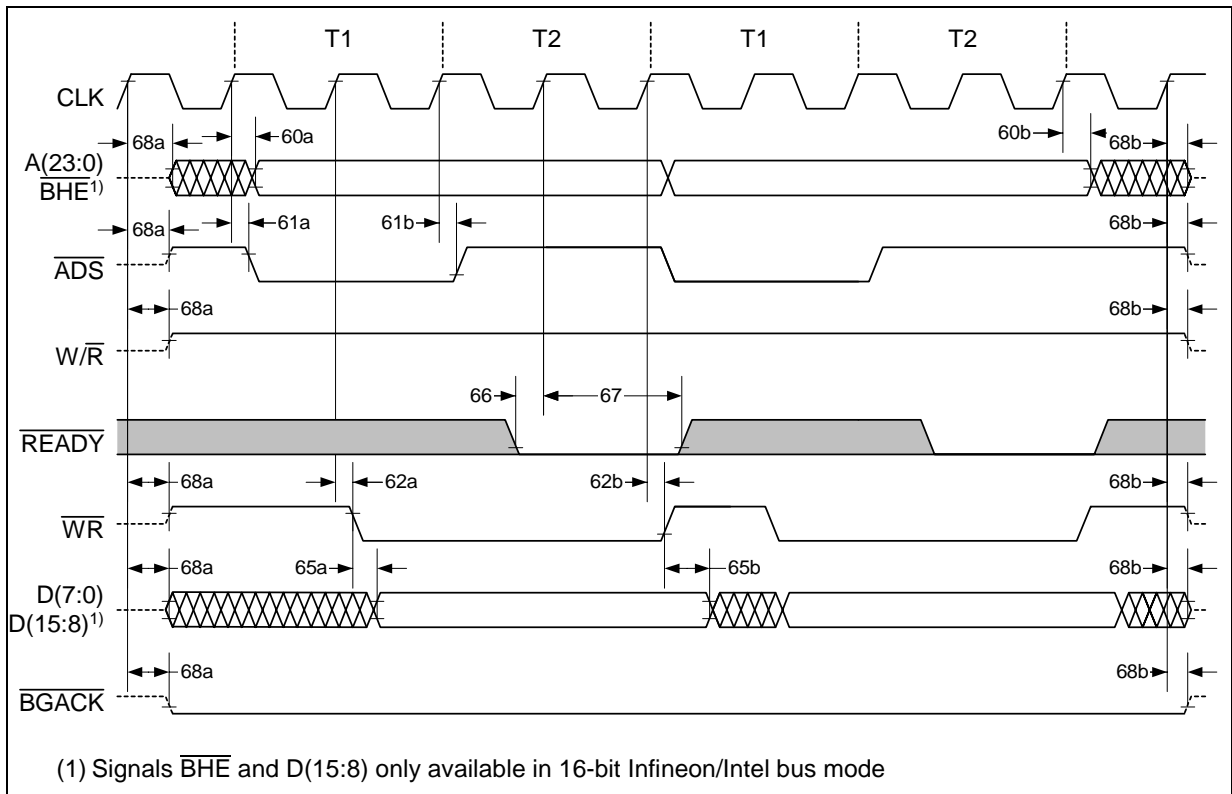 T1 T2 T1 T2
CLK
68a 60a 60b 68b
A(23:0)
BHE1)
68a 61a 61b 68b
ADS
68a 68b
W/R
66 67
READY
68a 62a 62b 68b
WR
68a 65a 65b 68b
D(7:0)
D(15:8)1)
68a 68b
BGACK
(1) Signals BHE and D(15:8) only available in 16-bit Infineon/Intel bus mode